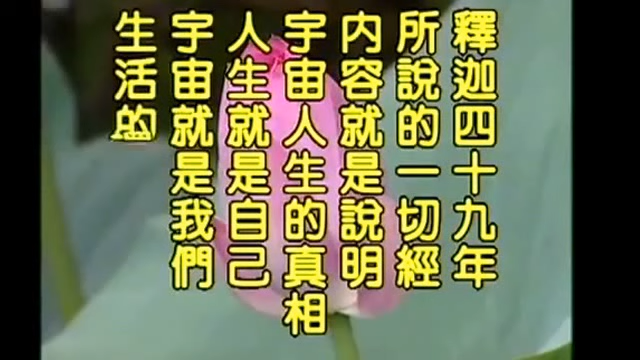 釋迦四十九年
所說的一切經
內容就是說明
宇宙人生的真相
人生就是自己
宇宙就是我們
生活的